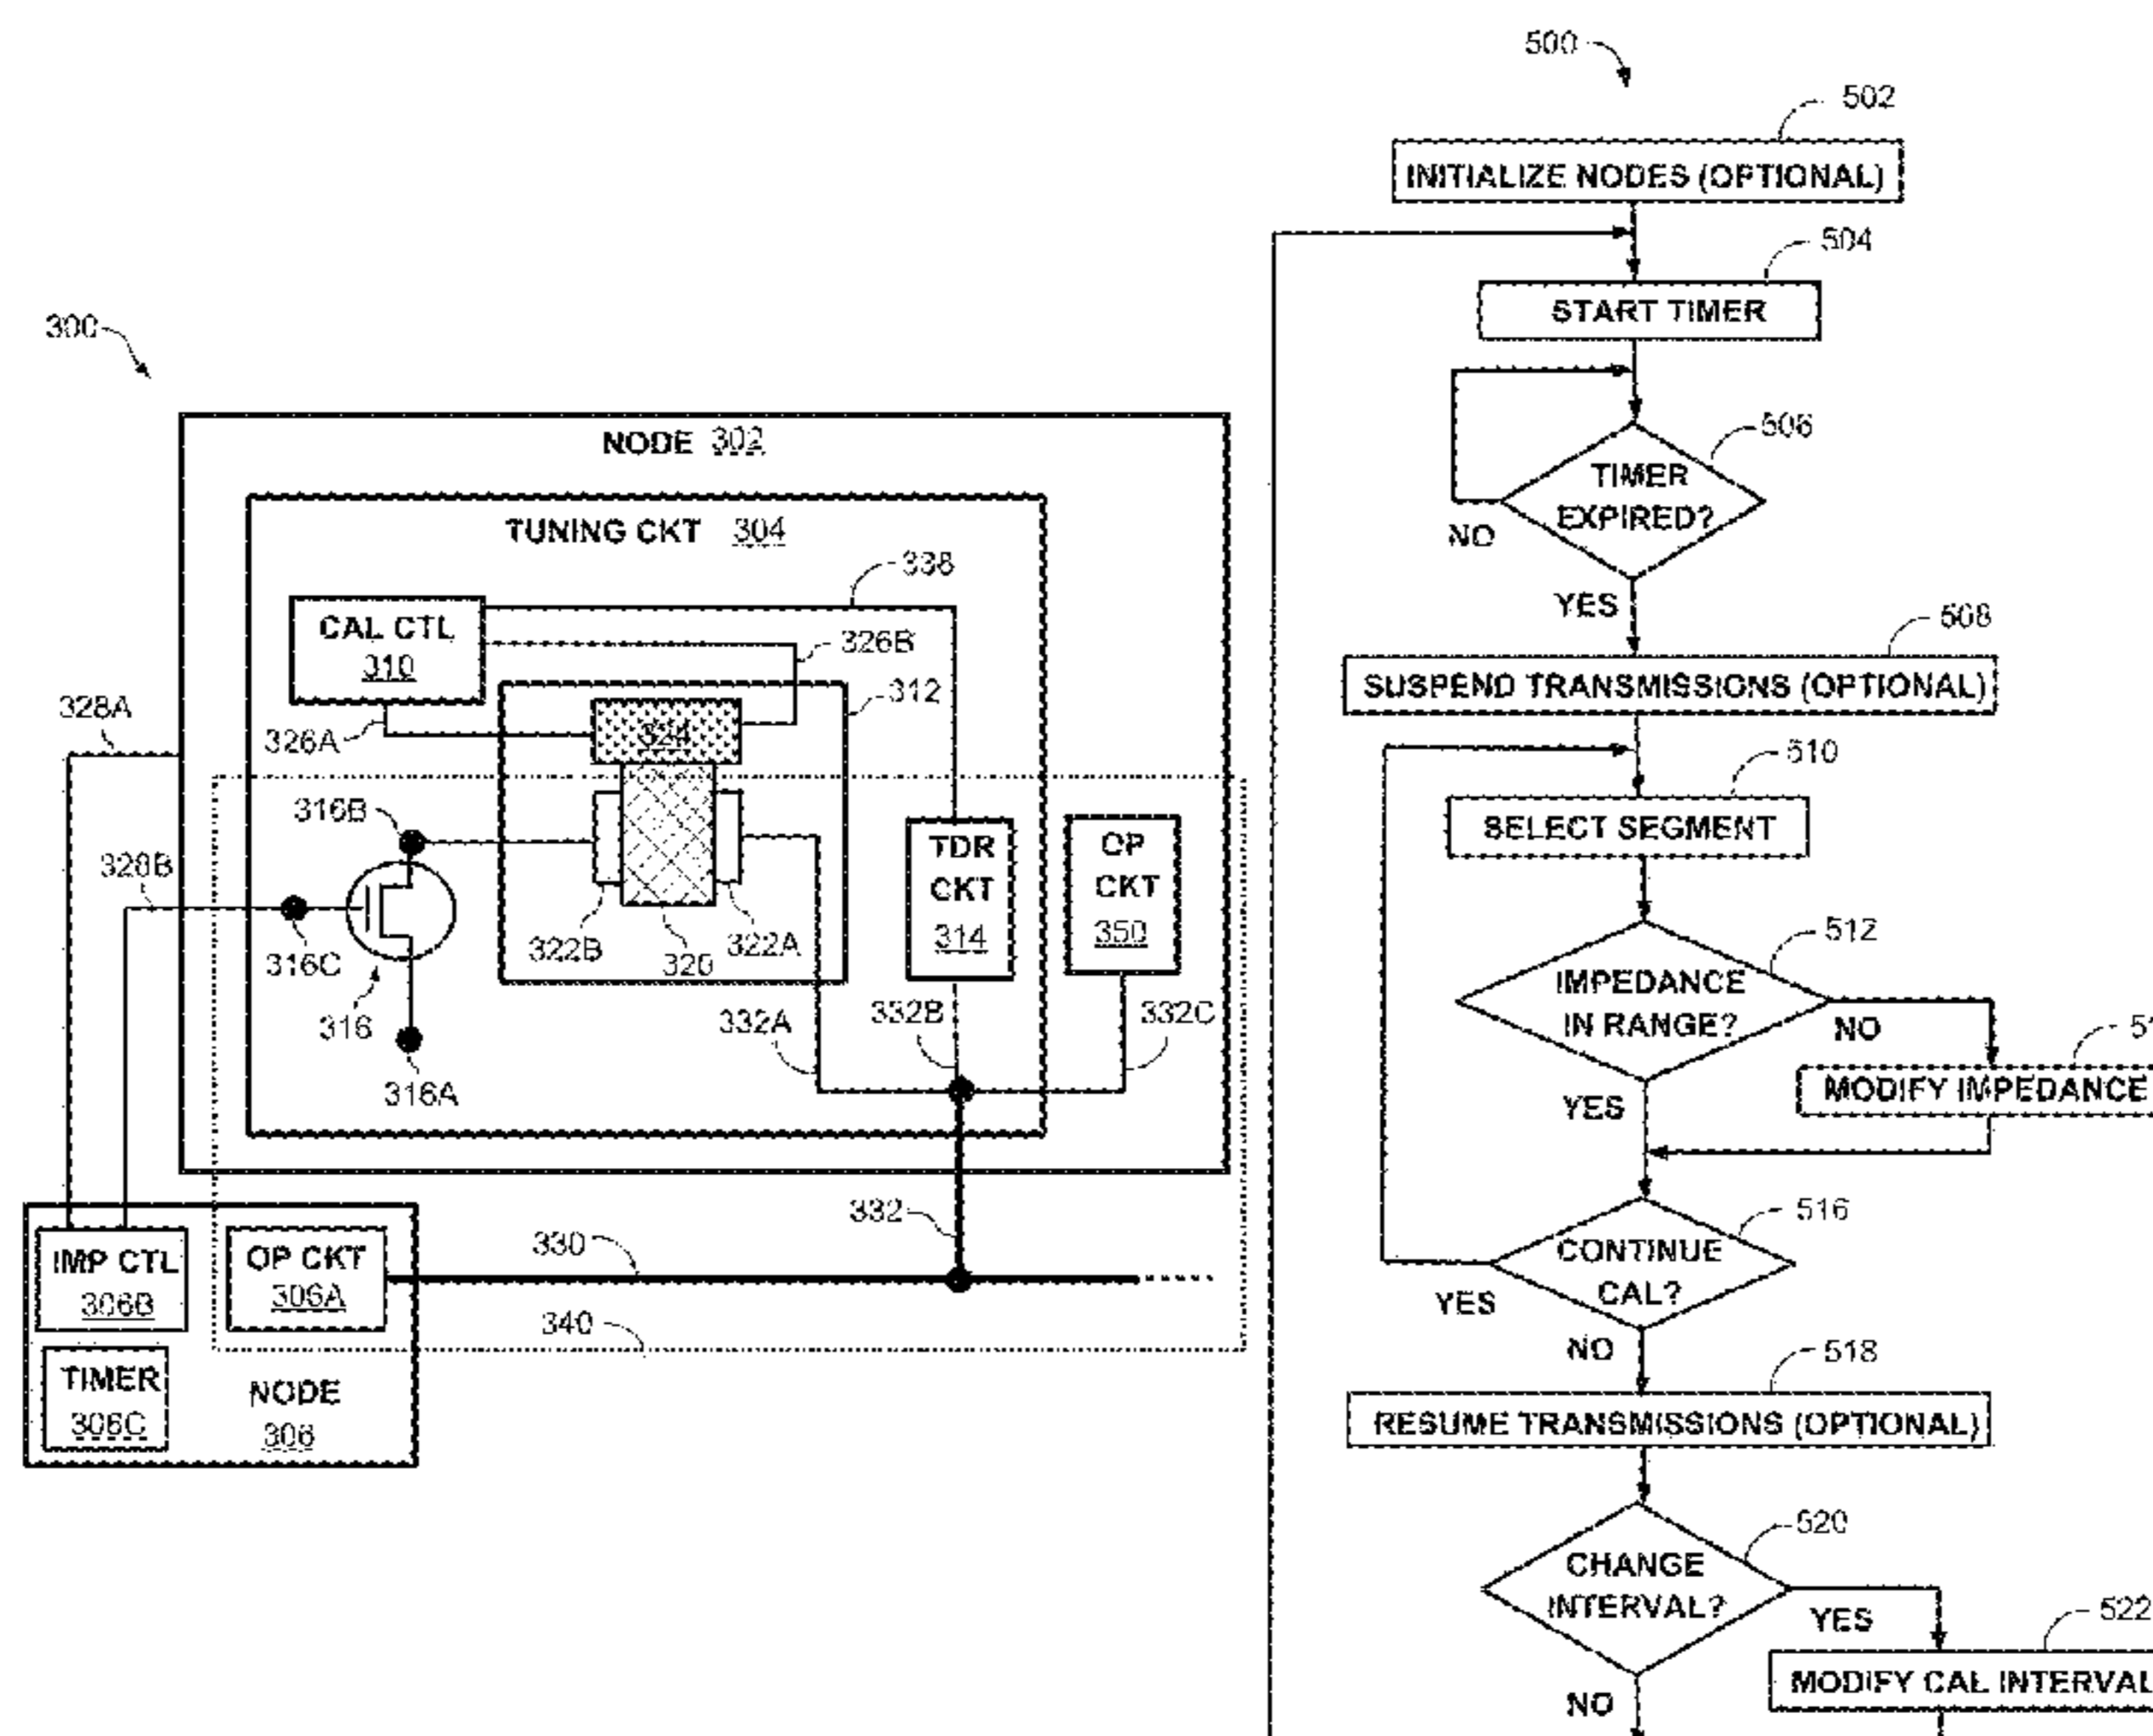 300
NODE 302
TUNING CKT 304
338
CAL CTL
310
326B
312
328A
326A
324
316B
328B
TDR
CKT
314
OP
CKT
350
316C
322B
320
322A
316
332A
332B
332C
316A
332
IMP CTL
306B
OP CKT
306A
330
340
TIMER
306C
NODE
306
500
502
INITIALIZE NODES (OPTIONAL)
504
START TIMER
506
TIMER
EXPIRED?
NO
YES
508
SUSPEND TRANSMISSIONS (OPTIONAL)
510
SELECT SEGMENT
512
IMPEDANCE
IN RANGE?
NO
MODIFY IMPEDANCE
YES
516
CONTINUE
CAL?
YES
NO
518
RESUME TRANSMISSIONS (OPTIONAL)
520
CHANGE
INTERVAL?
YES
522
MODIFY CAL INTERVAL
NO